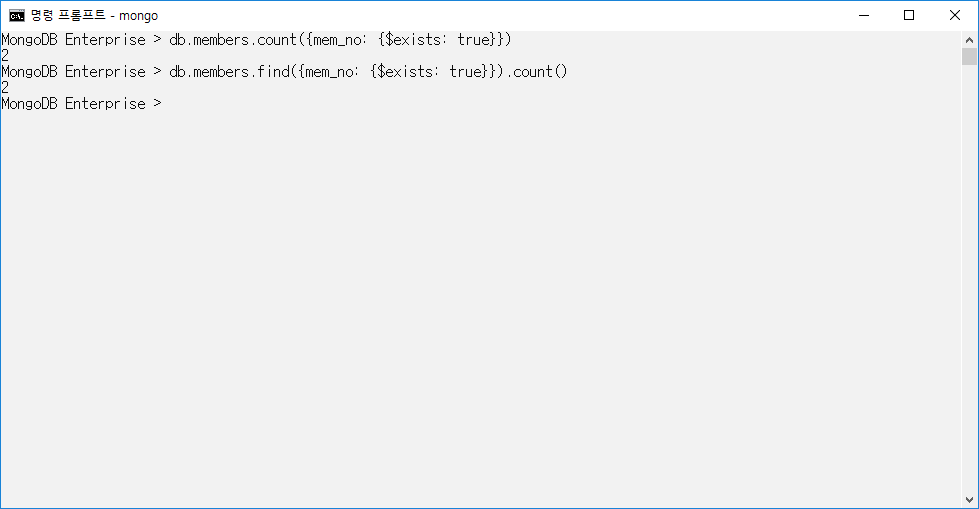 명령 프롬프트 - mongo
MongoDB Enterprise > db.members.count({mem_no: {$exists: true}})
2
MongoDB Enterprise > db.members.find({mem_no: {$exists: true}}).count()
2
MongoDB Enterprise >